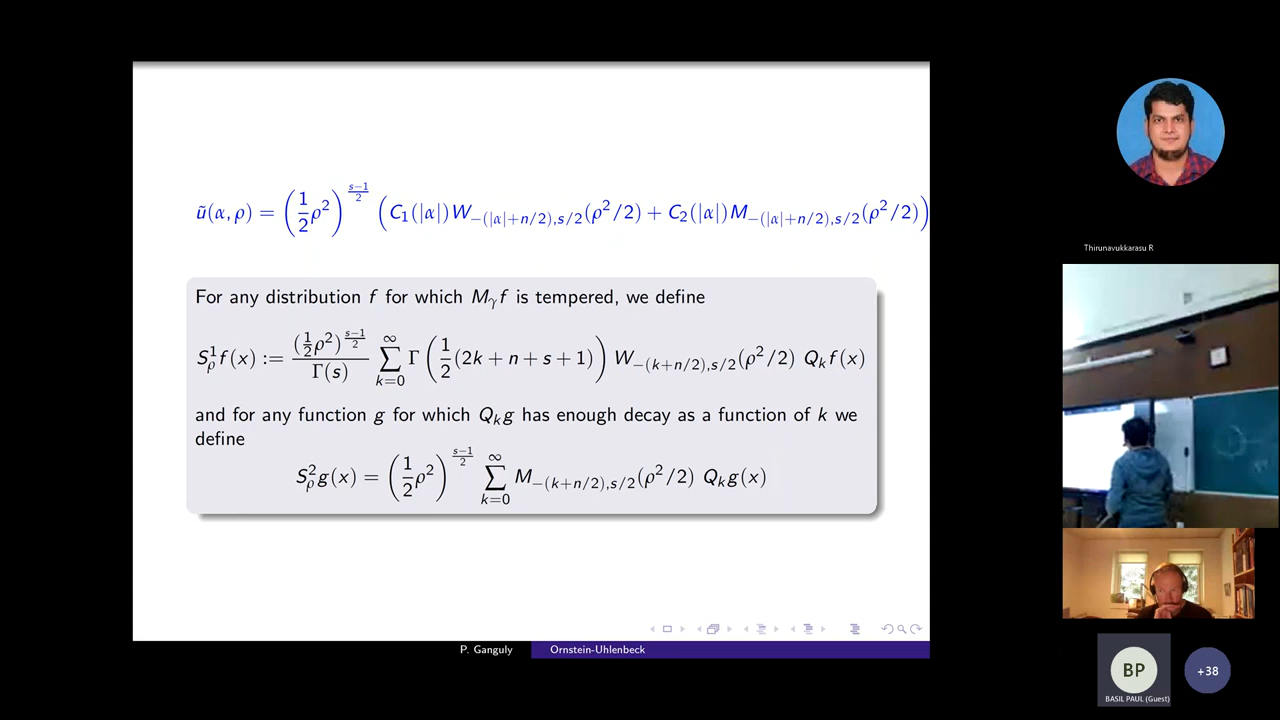 ũ(α, ρ) = (1/2 ρ²)^{(s−1)/2} (C₁(|α|)W_{−(|α|+n/2),s/2}(ρ²/2) + C₂(|α|)M_{−(|α|+n/2),s/2}(ρ²/2))
For any distribution f for which M_γ f is tempered, we define
S¹_ρ f(x) := (½ρ²)^{(s−1)/2}/Γ(s) ∑_{k=0}^{∞} Γ(1/2(2k + n + s + 1)) W_{−(k+n/2),s/2}(ρ²/2) Q_k f(x)
and for any function g for which Q_k g has enough decay as a function of k we
define
S²_ρ g(x) = (1/2 ρ²)^{(s−1)/2} ∑_{k=0}^{∞} M_{−(k+n/2),s/2}(ρ²/2) Q_k g(x)
P. Ganguly Ornstein-Uhlenbeck
Thirunavukkarasu R
BP
BASIL PAUL (Guest)
+38